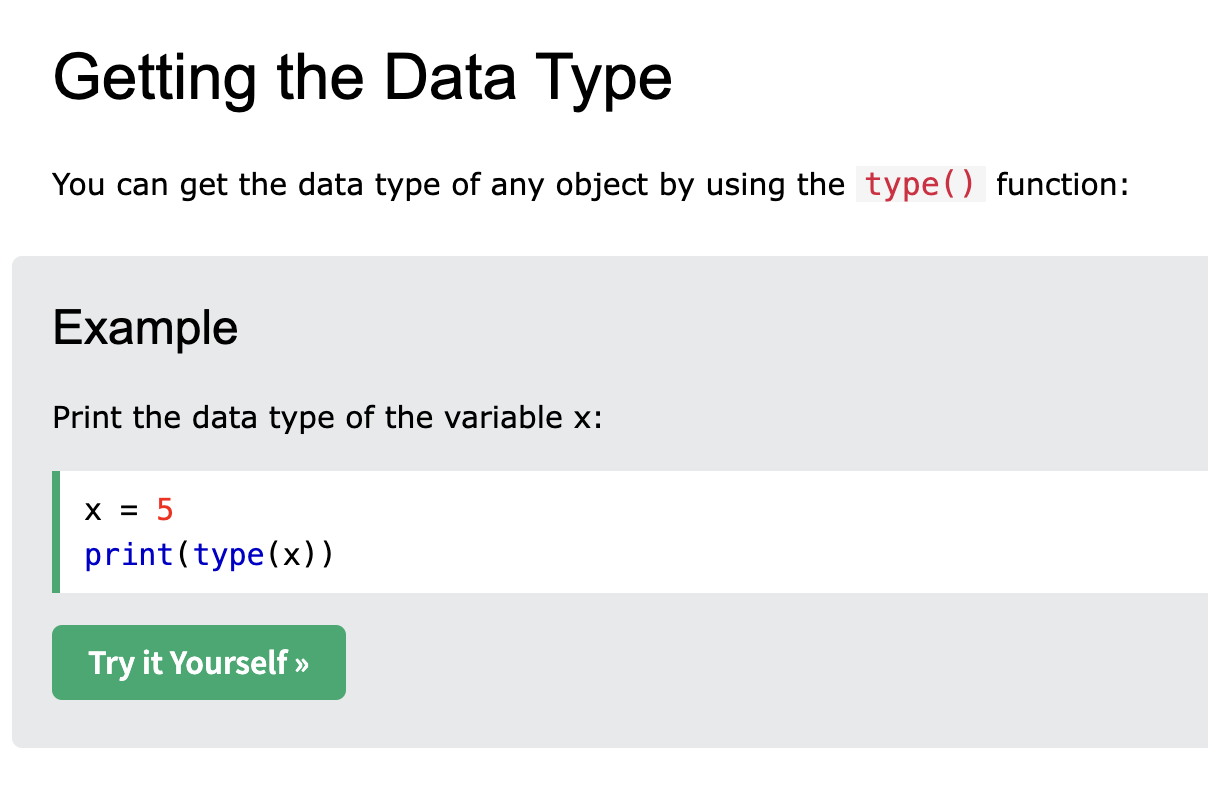 Getting the Data Type
You can get the data type of any object by using the type() function:
Example
Print the data type of the variable x:
x = 5
print(type(x))
Try it Yourself »